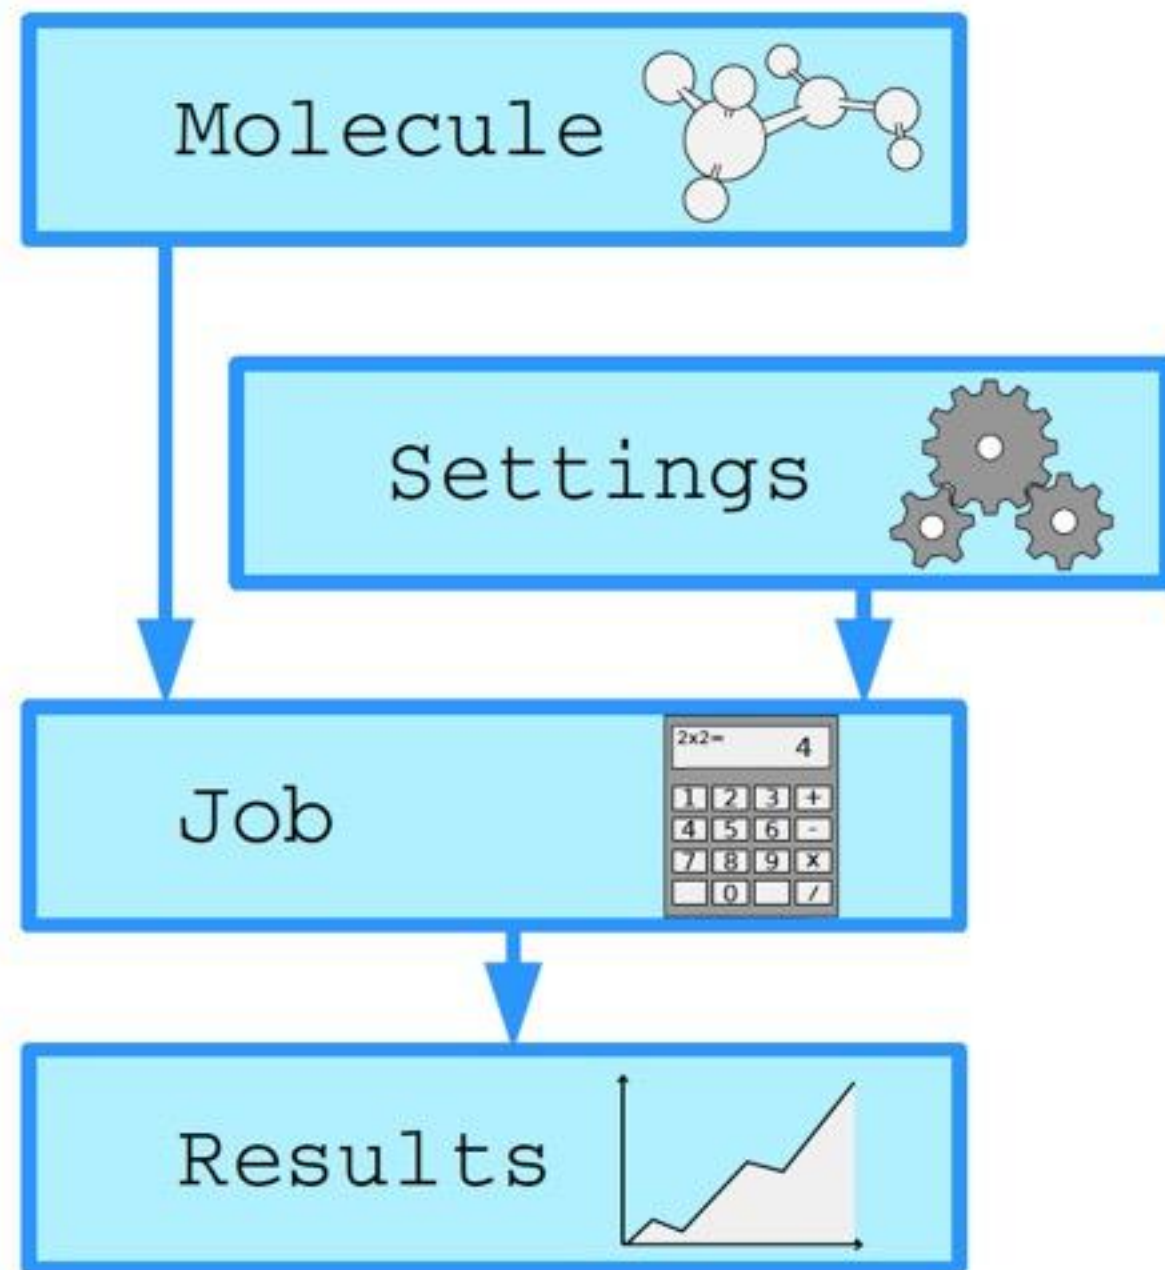 Molecule
Settings
Job
2x2= 4
1 2 3 +
4 5 6 -
7 8 9 x
0 /
Results